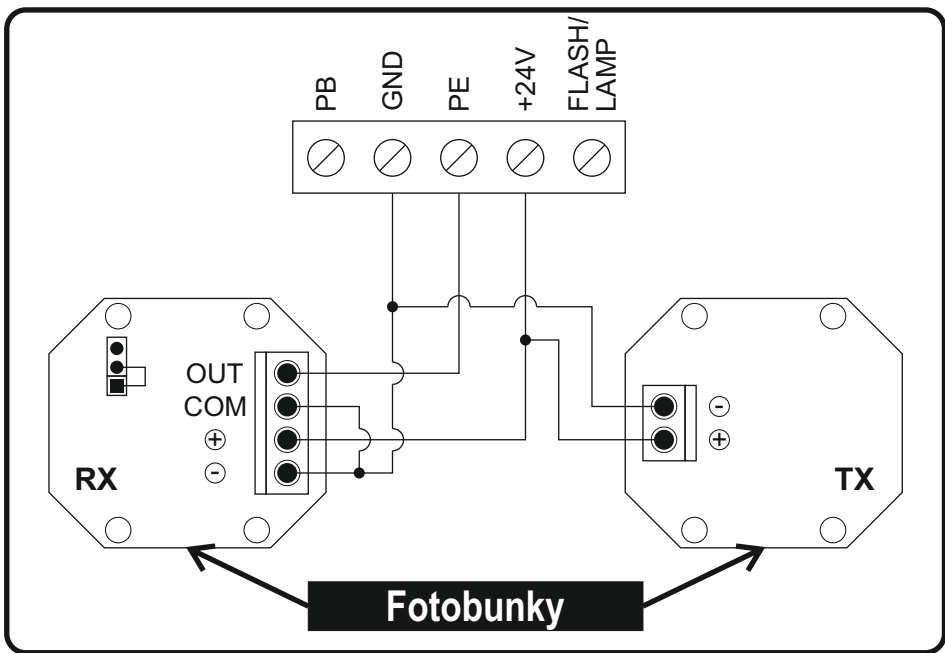 PB
GND
PE
+24V
FLASH/
LAMP
OUT
COM
+
-
RX
-
+
TX
Fotobunky